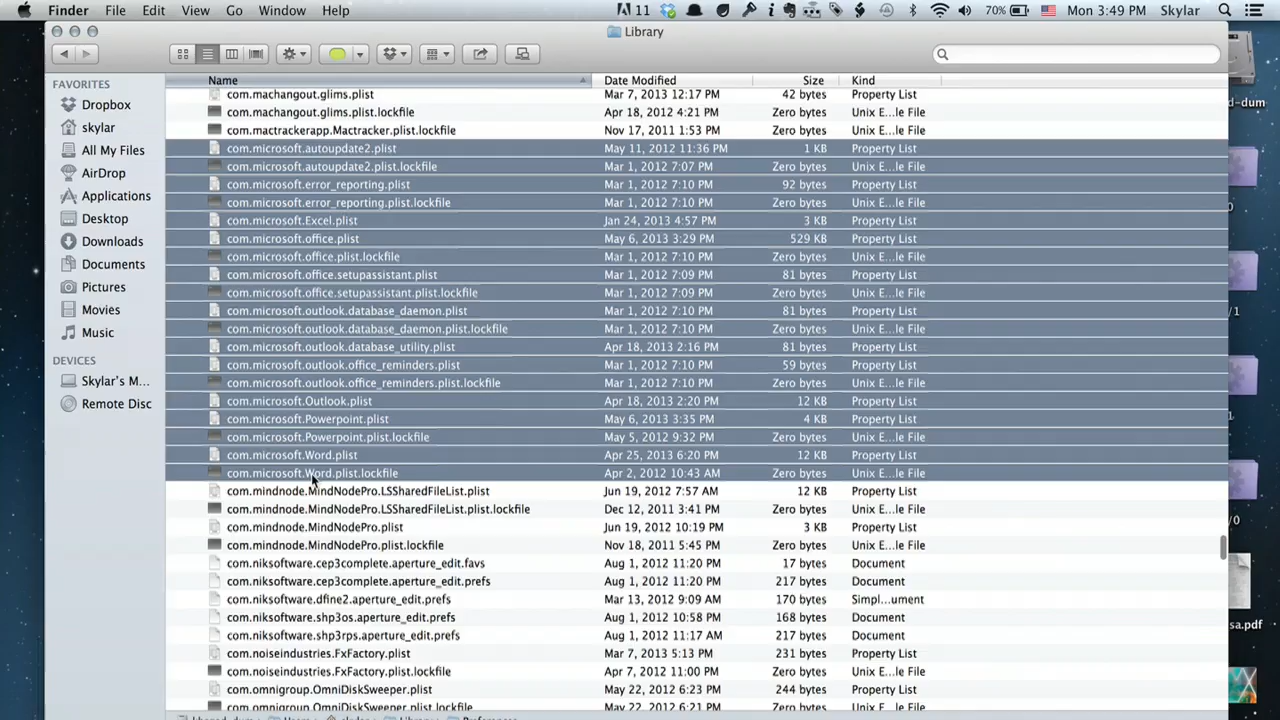 Finder File Edit View Go Window Help 11 70% Mon 3:49 PM Skylar
Library
FAVORITES
Dropbox
skylar
All My Files
AirDrop
Applications
Desktop
Downloads
Documents
Pictures
Movies
Music
DEVICES
Skylar's M...
Remote Disc
Name Date Modified Size Kind
com.machangout.glims.plist Mar 7, 2013 12:17 PM 42 bytes Property List
com.machangout.glims.plist.lockfile Apr 18, 2012 4:21 PM Zero bytes Unix E...le File
com.mactrackerapp.Mactracker.plist.lockfile Nov 17, 2011 1:53 PM Zero bytes Unix E...le File
com.microsoft.autoupdate2.plist May 11, 2012 11:36 PM 1 KB Property List
com.microsoft.autoupdate2.plist.lockfile Mar 1, 2012 7:07 PM Zero bytes Unix E...le File
com.microsoft.error_reporting.plist Mar 1, 2012 7:10 PM 92 bytes Property List
com.microsoft.error_reporting.plist.lockfile Mar 1, 2012 7:10 PM Zero bytes Unix E...le File
com.microsoft.Excel.plist Jan 24, 2013 4:57 PM 3 KB Property List
com.microsoft.office.plist May 6, 2013 3:29 PM 529 KB Property List
com.microsoft.office.plist.lockfile Mar 1, 2012 7:10 PM Zero bytes Unix E...le File
com.microsoft.office.setupassistant.plist Mar 1, 2012 7:09 PM 81 bytes Property List
com.microsoft.office.setupassistant.plist.lockfile Mar 1, 2012 7:09 PM Zero bytes Unix E...le File
com.microsoft.outlook.database_daemon.plist Mar 1, 2012 7:10 PM 81 bytes Property List
com.microsoft.outlook.database_daemon.plist.lockfile Mar 1, 2012 7:10 PM Zero bytes Unix E...le File
com.microsoft.outlook.database_utility.plist Apr 18, 2013 2:16 PM 81 bytes Property List
com.microsoft.outlook.office_reminders.plist Mar 1, 2012 7:10 PM 59 bytes Property List
com.microsoft.outlook.office_reminders.plist.lockfile Mar 1, 2012 7:10 PM Zero bytes Unix E...le File
com.microsoft.Outlook.plist Apr 18, 2013 2:20 PM 12 KB Property List
com.microsoft.Powerpoint.plist May 6, 2013 3:35 PM 4 KB Property List
com.microsoft.Powerpoint.plist.lockfile May 5, 2012 9:32 PM Zero bytes Unix E...le File
com.microsoft.Word.plist Apr 25, 2013 6:20 PM 12 KB Property List
com.microsoft.Word.plist.lockfile Apr 2, 2012 10:43 AM Zero bytes Unix E...le File
com.mindnode.MindNodePro.LSSharedFileList.plist Jun 19, 2012 7:57 AM 12 KB Property List
com.mindnode.MindNodePro.LSSharedFileList.plist.lockfile Dec 12, 2011 3:41 PM Zero bytes Unix E...le File
com.mindnode.MindNodePro.plist Jun 19, 2012 10:19 PM 3 KB Property List
com.mindnode.MindNodePro.plist.lockfile Nov 18, 2011 5:45 PM Zero bytes Unix E...le File
com.niksoftware.cep3complete.aperture_edit.favs Aug 1, 2012 11:20 PM 17 bytes Document
com.niksoftware.cep3complete.aperture_edit.prefs Aug 1, 2012 11:20 PM 217 bytes Document
com.niksoftware.dfine2.aperture_edit.prefs Mar 13, 2012 9:09 AM 170 bytes Simpl...ument
com.niksoftware.shp3os.aperture_edit.prefs Aug 1, 2012 10:58 PM 168 bytes Document
com.niksoftware.shp3rps.aperture_edit.prefs Aug 1, 2012 11:17 AM 217 bytes Document
com.noiseindustries.FxFactory.plist Mar 7, 2013 5:13 PM 231 bytes Property List
com.noiseindustries.FxFactory.plist.lockfile Apr 7, 2012 11:00 PM Zero bytes Unix E...le File
com.omnigroup.OmniDiskSweeper.plist May 22, 2012 6:23 PM 244 bytes Property List
com.omnigroup.OmniDiskSweeper.plist.lockfile May 22, 2012 6:21 PM Zero bytes Unix E...le File
d-dum
0
/1
1
/0
sa.pdf